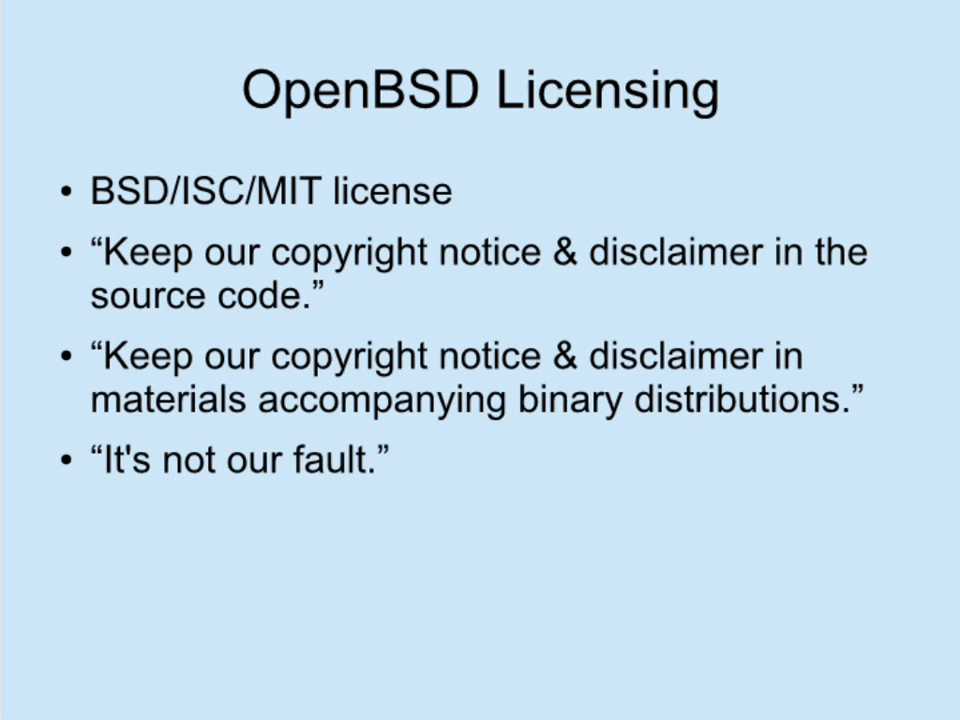 OpenBSD Licensing
• BSD/ISC/MIT license
• “Keep our copyright notice & disclaimer in the
source code.”
• “Keep our copyright notice & disclaimer in
materials accompanying binary distributions.”
• “It's not our fault.”